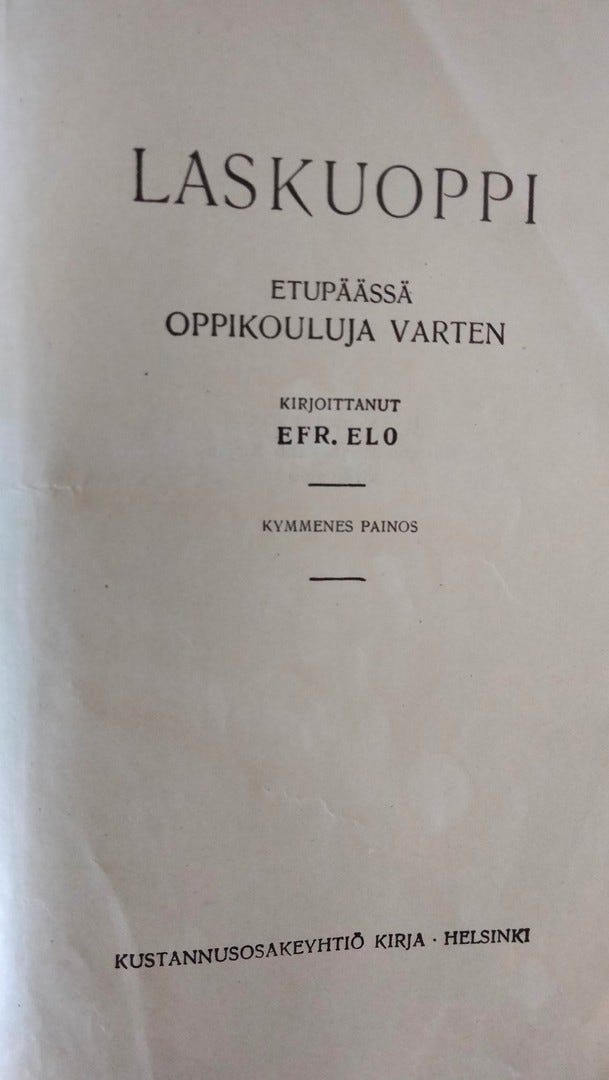 LASKUOPPI
ETUPÄÄSSÄ
OPPIKOULUJA VARTEN
KIRJOITTANUT
EFR. ELO
KYMMENES PAINOS
KUSTANNUSOSAKEYHTIÖ KIRJA · HELSINKI